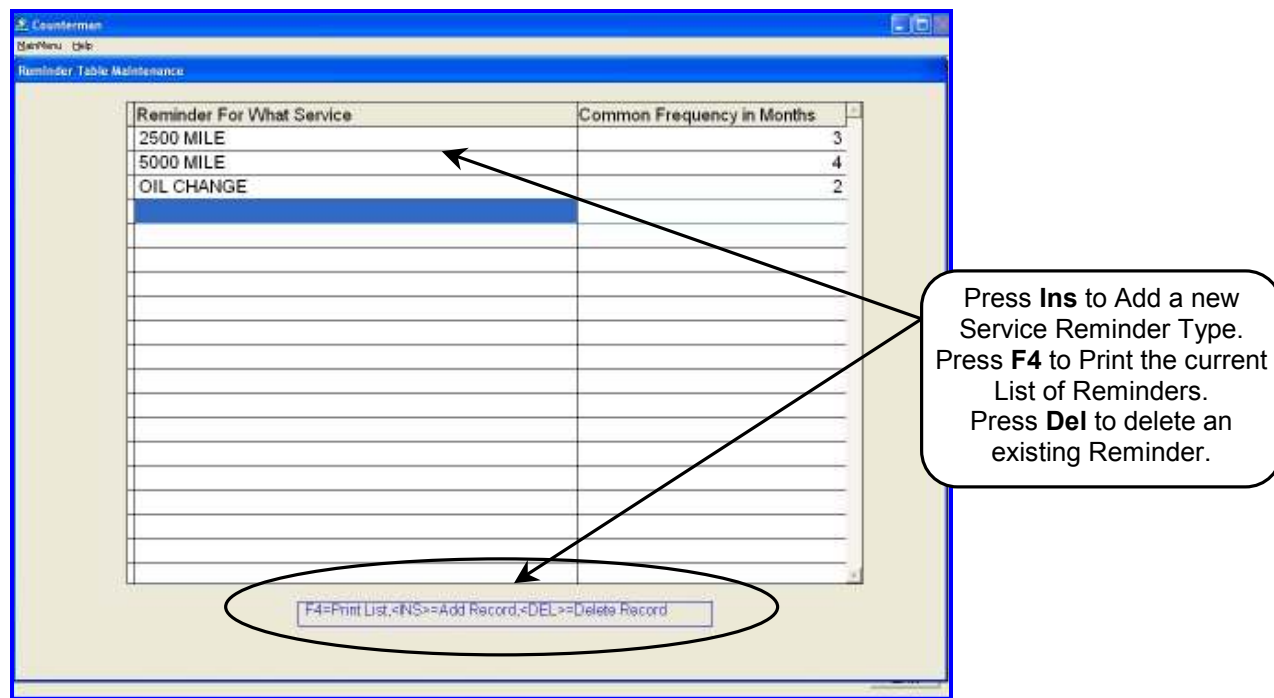 Counterman
MainMenu Help
Reminder Table Maintenance
Reminder For What Service Common Frequency in Months
2500 MILE 3
5000 MILE 4
OIL CHANGE 2
F4=Print List,<INS>=Add Record,<DEL>=Delete Record
Press Ins to Add a new
Service Reminder Type.
Press F4 to Print the current
List of Reminders.
Press Del to delete an
existing Reminder.